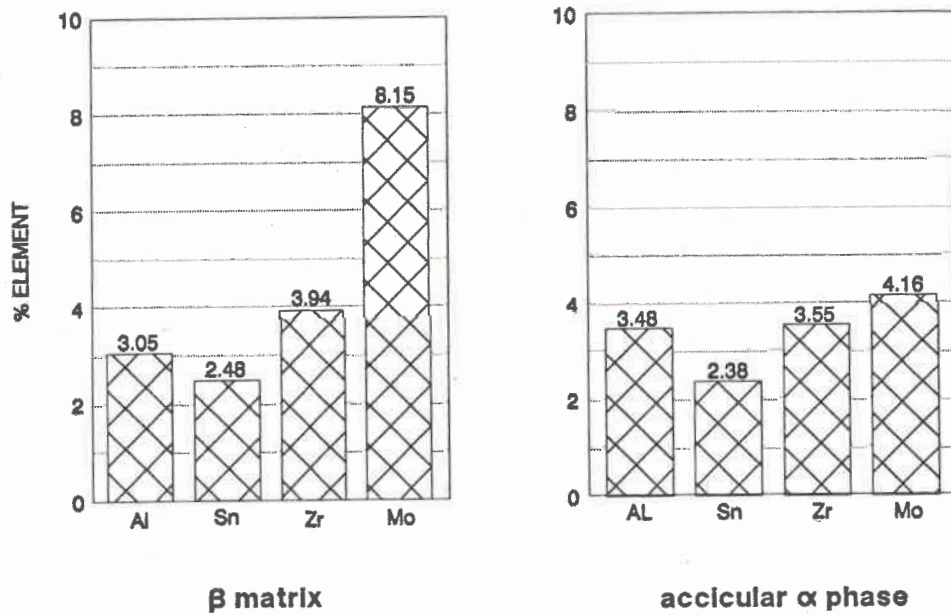 10
8
6
4
2
0
% ELEMENT
3.05
2.48
3.94
8.15
Al
Sn
Zr
Mo
β matrix
10
8
6
4
2
0
3.48
2.38
3.55
4.16
AL
Sn
Zr
Mo
accicular α phase